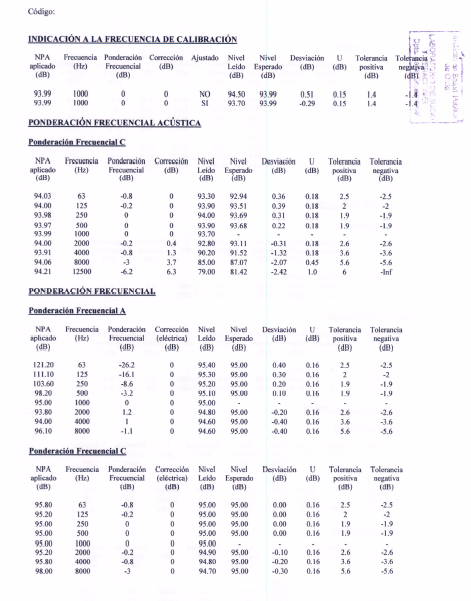 Código:
INDICACIÓN A LA FRECUENCIA DE CALIBRACIÓN
NPA Frecuencia Ponderación Corrección Ajustado Nivel Nivel Desviación U Tolerancia Tolerancia
aplicado (Hz) Frecuencial (dB) Leído Esperado (dB) (dB) positiva negativa
(dB) (dB) (dB) (dB) (dB) (dB)
93.99 1000 0 0 NO 94.50 93.99 0.51 0.15 1.4 -1.4
93.99 1000 0 0 SI 93.70 93.99 -0.29 0.15 1.4 -1.4
PONDERACIÓN FRECUENCIAL ACÚSTICA
Ponderación Frecuencial C
NPA Frecuencia Ponderación Corrección Nivel Nivel Desviación U Tolerancia Tolerancia
aplicado (Hz) Frecuencial (dB) Leído Esperado (dB) (dB) positiva negativa
(dB) (dB) (dB) (dB) (dB) (dB)
94.03 63 -0.8 0 93.30 92.94 0.36 0.18 2.5 -2.5
94.00 125 -0.2 0 93.90 93.51 0.39 0.18 2 -2
93.98 250 0 0 94.00 93.69 0.31 0.18 1.9 -1.9
93.97 500 0 0 93.90 93.68 0.22 0.18 1.9 -1.9
93.99 1000 0 0 93.70 - - - - -
94.00 2000 -0.2 0.4 92.80 93.11 -0.31 0.18 2.6 -2.6
93.91 4000 -0.8 1.3 90.20 91.52 -1.32 0.18 3.6 -3.6
94.06 8000 -3 3.7 85.00 87.07 -2.07 0.45 5.6 -5.6
94.21 12500 -6.2 6.3 79.00 81.42 -2.42 1.0 6 -Inf
PONDERACIÓN FRECUENCIAL
Ponderación Frecuencial A
NPA Frecuencia Ponderación Corrección Nivel Nivel Desviación U Tolerancia Tolerancia
aplicado (Hz) Frecuencial (eléctrica) Leído Esperado (dB) (dB) positiva negativa
(dB) (dB) (dB) (dB) (dB) (dB) (dB)
121.20 63 -26.2 0 95.40 95.00 0.40 0.16 2.5 -2.5
111.10 125 -16.1 0 95.30 95.00 0.30 0.16 2 -2
103.60 250 -8.6 0 95.20 95.00 0.20 0.16 1.9 -1.9
98.20 500 -3.2 0 95.10 95.00 0.10 0.16 1.9 -1.9
95.00 1000 0 0 95.00 - - - - -
93.80 2000 1.2 0 94.80 95.00 -0.20 0.16 2.6 -2.6
94.00 4000 1 0 94.60 95.00 -0.40 0.16 3.6 -3.6
96.10 8000 -1.1 0 94.60 95.00 -0.40 0.16 5.6 -5.6
Ponderación Frecuencial C
NPA Frecuencia Ponderación Corrección Nivel Nivel Desviación U Tolerancia Tolerancia
aplicado (Hz) Frecuencial (eléctrica) Leído Esperado (dB) (dB) positiva negativa
(dB) (dB) (dB) (dB) (dB) (dB) (dB)
95.80 63 -0.8 0 95.00 95.00 0.00 0.16 2.5 -2.5
95.20 125 -0.2 0 95.00 95.00 0.00 0.16 2 -2
95.00 250 0 0 95.00 95.00 0.00 0.16 1.9 -1.9
95.00 500 0 0 95.00 95.00 0.00 0.16 1.9 -1.9
95.00 1000 0 0 95.00 - - - - -
95.20 2000 -0.2 0 94.90 95.00 -0.10 0.16 2.6 -2.6
95.80 4000 -0.8 0 94.80 95.00 -0.20 0.16 3.6 -3.6
98.00 8000 -3 0 94.70 95.00 -0.30 0.16 5.6 -5.6